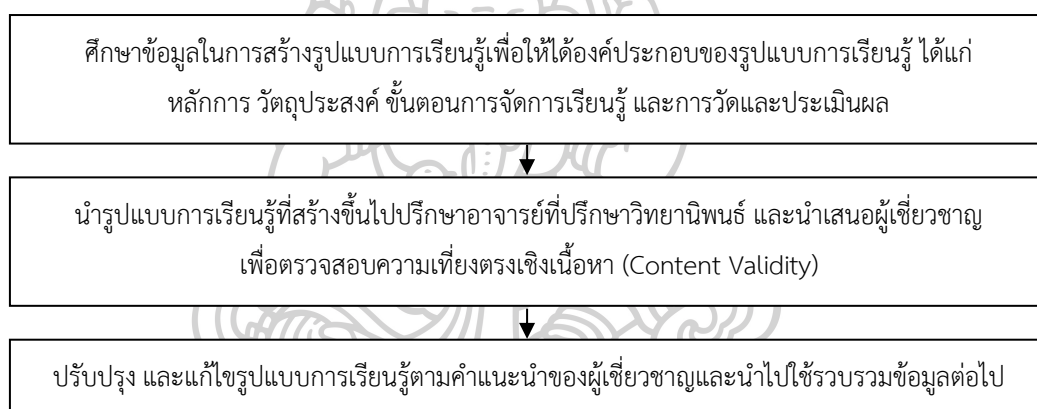 ศึกษาข้อมูลในการสร้างรูปแบบการเรียนรู้เพื่อให้ได้องค์ประกอบของรูปแบบการเรียนรู้ ได้แก่
หลักการ วัตถุประสงค์ ขั้นตอนการจัดการเรียนรู้ และการวัดและประเมินผล
นำรูปแบบการเรียนรู้ที่สร้างขึ้นไปปรึกษาอาจารย์ที่ปรึกษาวิทยานิพนธ์ และนำเสนอผู้เชี่ยวชาญ
เพื่อตรวจสอบความเที่ยงตรงเชิงเนื้อหา (Content Validity)
ปรับปรุง และแก้ไขรูปแบบการเรียนรู้ตามคำแนะนำของผู้เชี่ยวชาญและนำไปใช้รวบรวมข้อมูลต่อไป